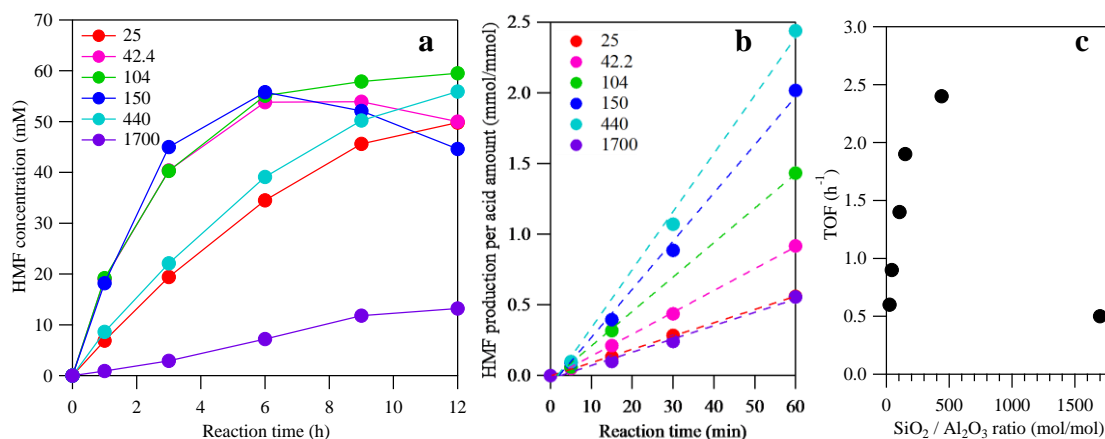 a
HMF concentration (mM)
70
60
50
40
30
20
10
0
25
42.4
104
150
440
1700
0 2 4 6 8 10 12
Reaction time (h)
b
HMF production per acid amount (mmol/mmol)
2.5
2.0
1.5
1.0
0.5
0.0
25
42.2
104
150
440
1700
0 10 20 30 40 50 60
Reaction time (min)
c
TOF (h⁻¹)
3.0
2.5
2.0
1.5
1.0
0.5
0.0
0 500 1000 1500
SiO₂ / Al₂O₃ ratio (mol/mol)